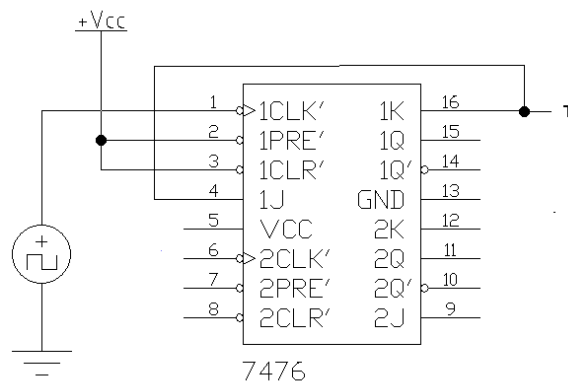 +Vcc
1 1CLK' 1K 16 T
2 1PRE' 1Q 15
3 1CLR' 1Q' 14
4 1J GND 13
5 VCC 2K 12
6 2CLK' 2Q 11
7 2PRE' 2Q' 10
8 2CLR' 2J 9
+
7476